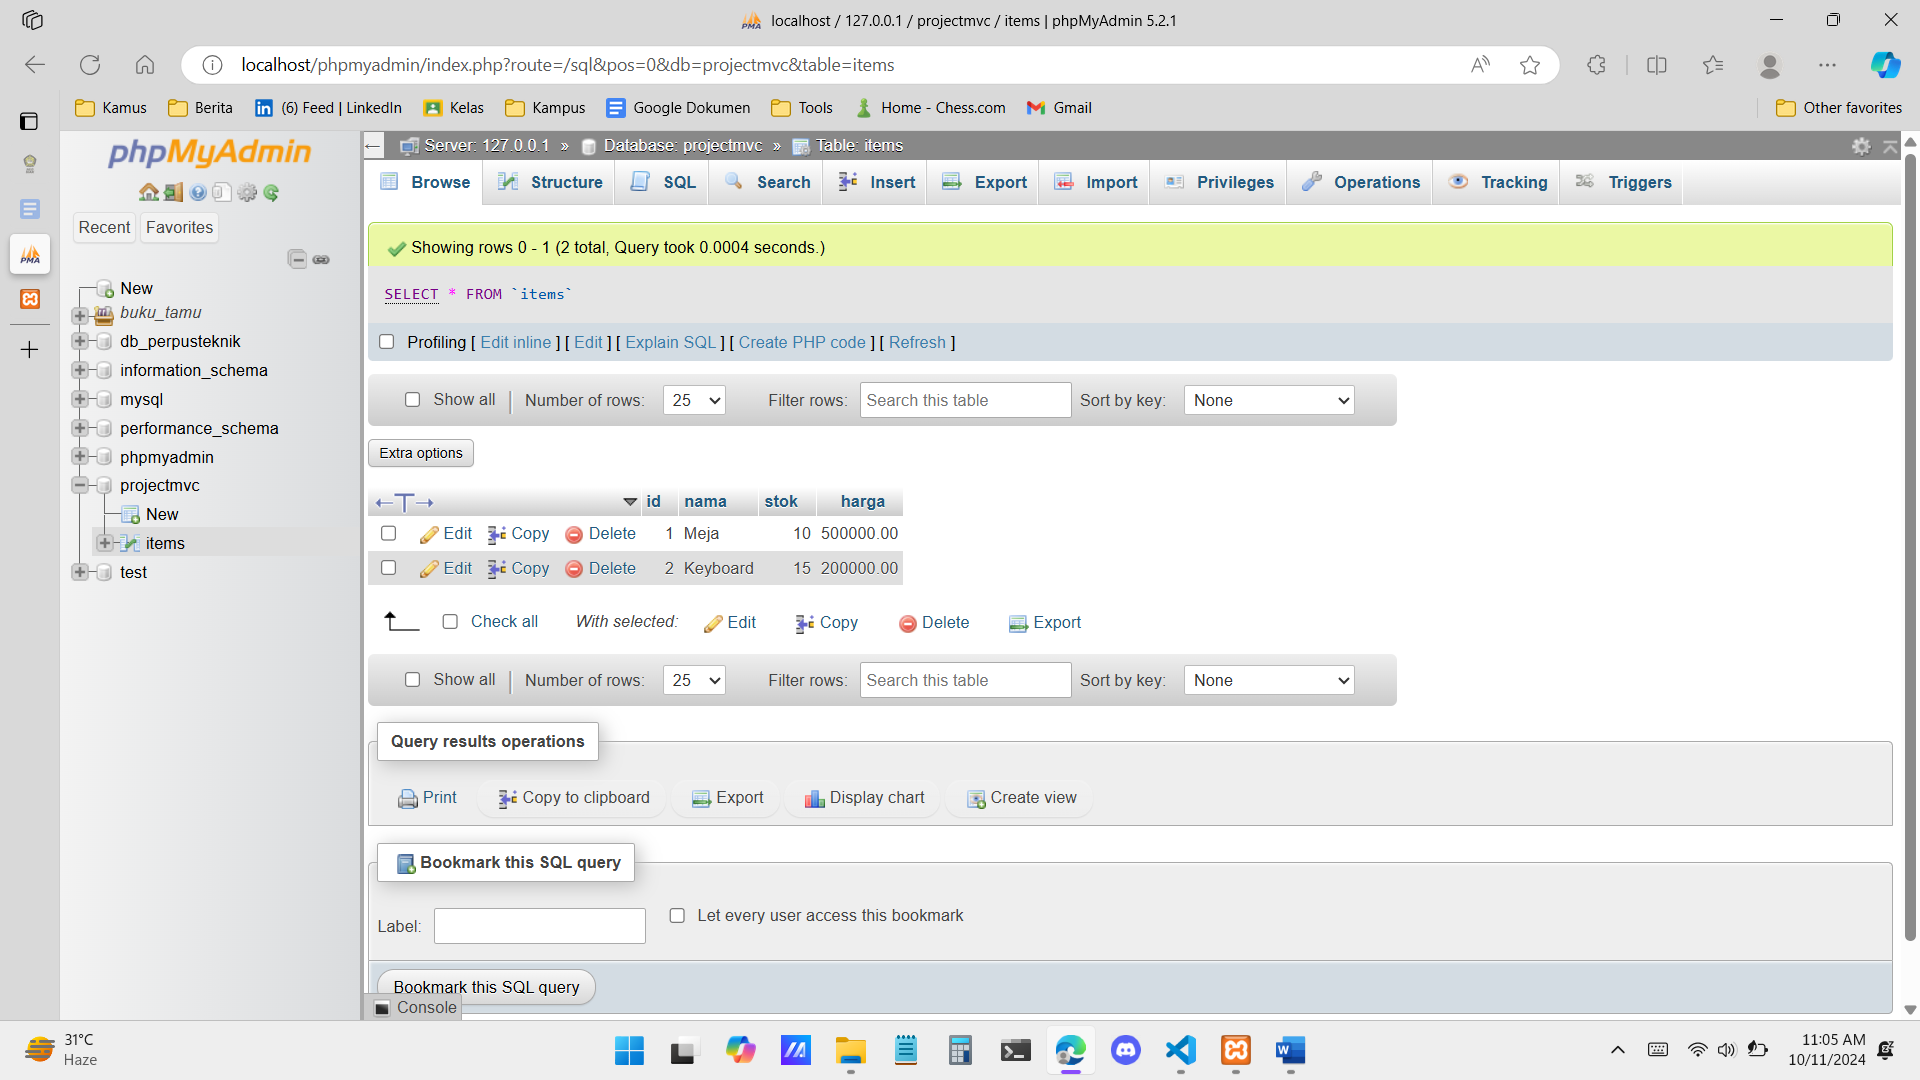 localhost / 127.0.0.1 / projectmvc / items | phpMyAdmin 5.2.1
localhost/phpmyadmin/index.php?route=/sql&pos=0&db=projectmvc&table=items
Kamus Berita (6) Feed | LinkedIn Kelas Kampus Google Dokumen Tools Home - Chess.com Gmail Other favorites
phpMyAdmin
Recent Favorites
New
buku_tamu
db_perpusteknik
information_schema
mysql
performance_schema
phpmyadmin
projectmvc
New
items
test
Server: 127.0.0.1 » Database: projectmvc » Table: items
Browse Structure SQL Search Insert Export Import Privileges Operations Tracking Triggers
Showing rows 0 - 1 (2 total, Query took 0.0004 seconds.)
SELECT * FROM `items`
Profiling [ Edit inline ] [ Edit ] [ Explain SQL ] [ Create PHP code ] [ Refresh ]
Show all | Number of rows: 25 Filter rows: Search this table Sort by key: None
Extra options
←T→ id nama stok harga
Edit Copy Delete 1 Meja 10 500000.00
Edit Copy Delete 2 Keyboard 15 200000.00
Check all With selected: Edit Copy Delete Export
Show all | Number of rows: 25 Filter rows: Search this table Sort by key: None
Query results operations
Print Copy to clipboard Export Display chart Create view
Bookmark this SQL query
Label: Let every user access this bookmark
Bookmark this SQL query
Console
31°C
Haze
11:05 AM
10/11/2024